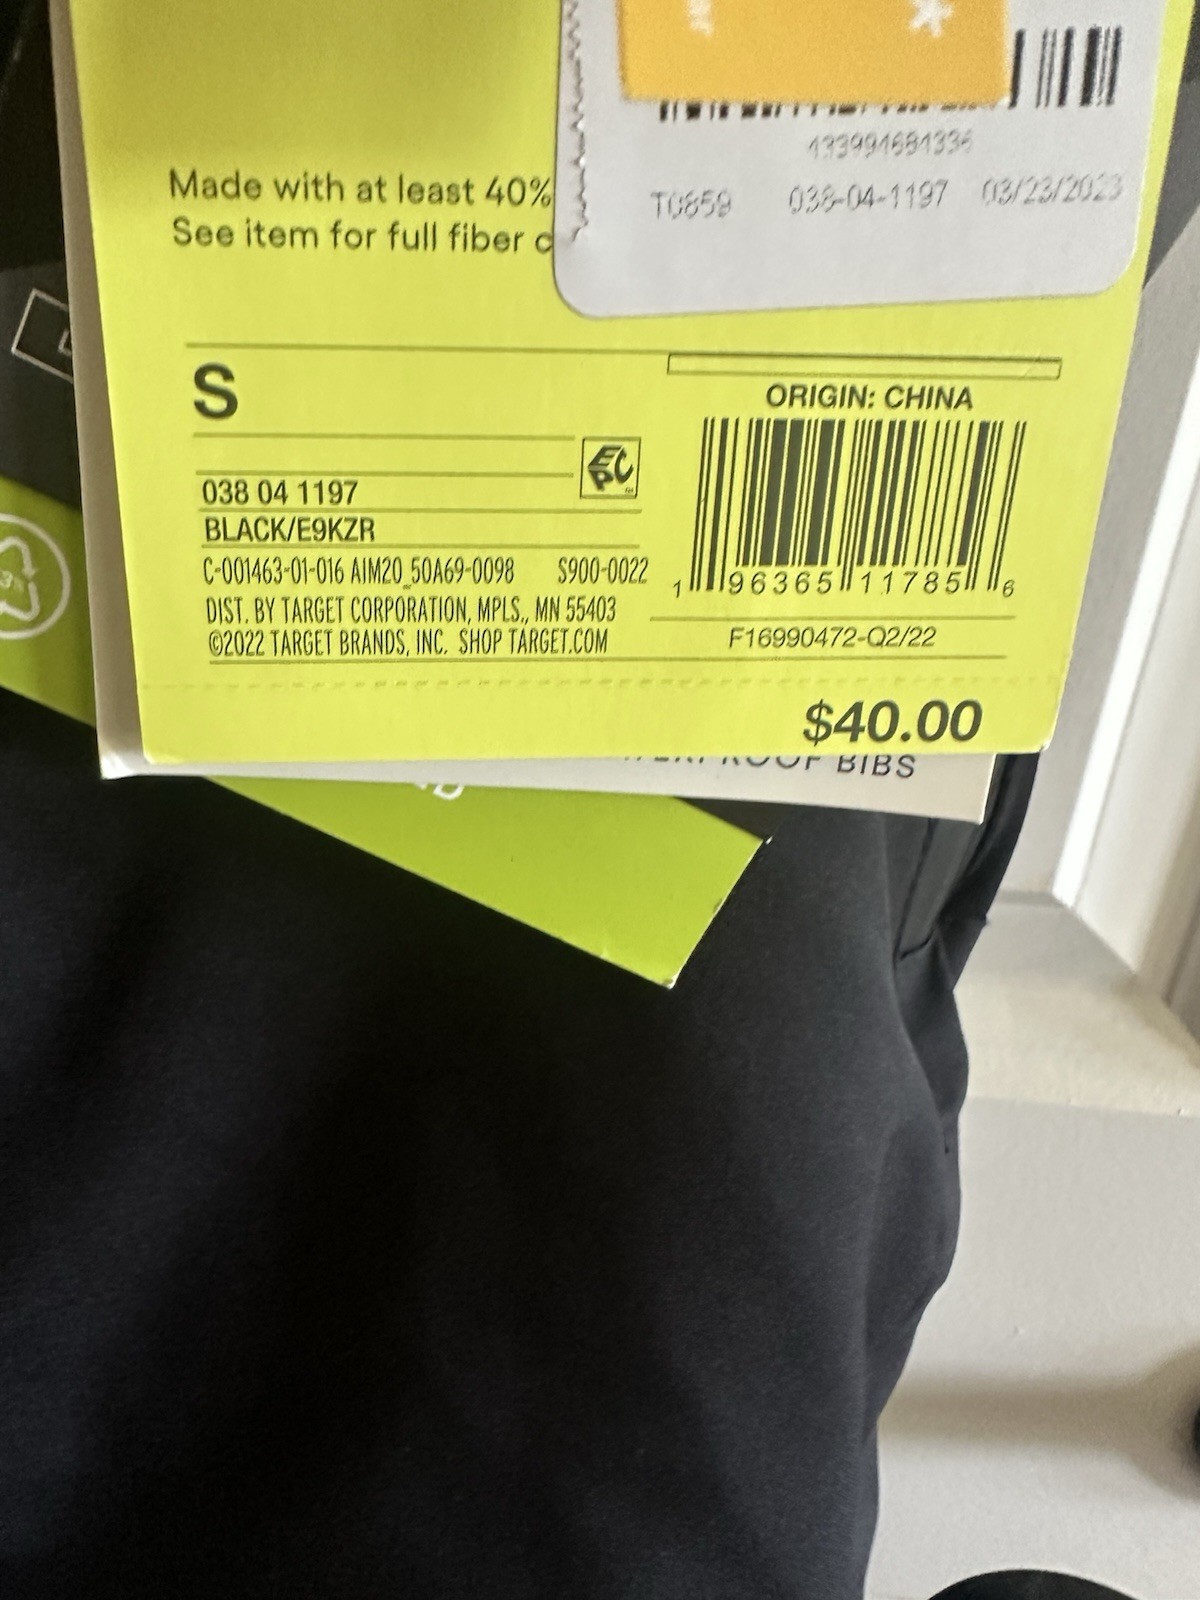 133994684336
T0859 038-04-1197 03/23/2023
Made with at least 40%
See item for full fiber c
S
ORIGIN: CHINA
EPC
038 04 1197
BLACK/E9KZR
C-001463-01-016 AIM20_50A69-0098 S900-0022
1 96365 11785 6
DIST. BY TARGET CORPORATION, MPLS., MN 55403
©2022 TARGET BRANDS, INC. SHOP TARGET.COM
F16990472-Q2/22
$40.00
BIBS